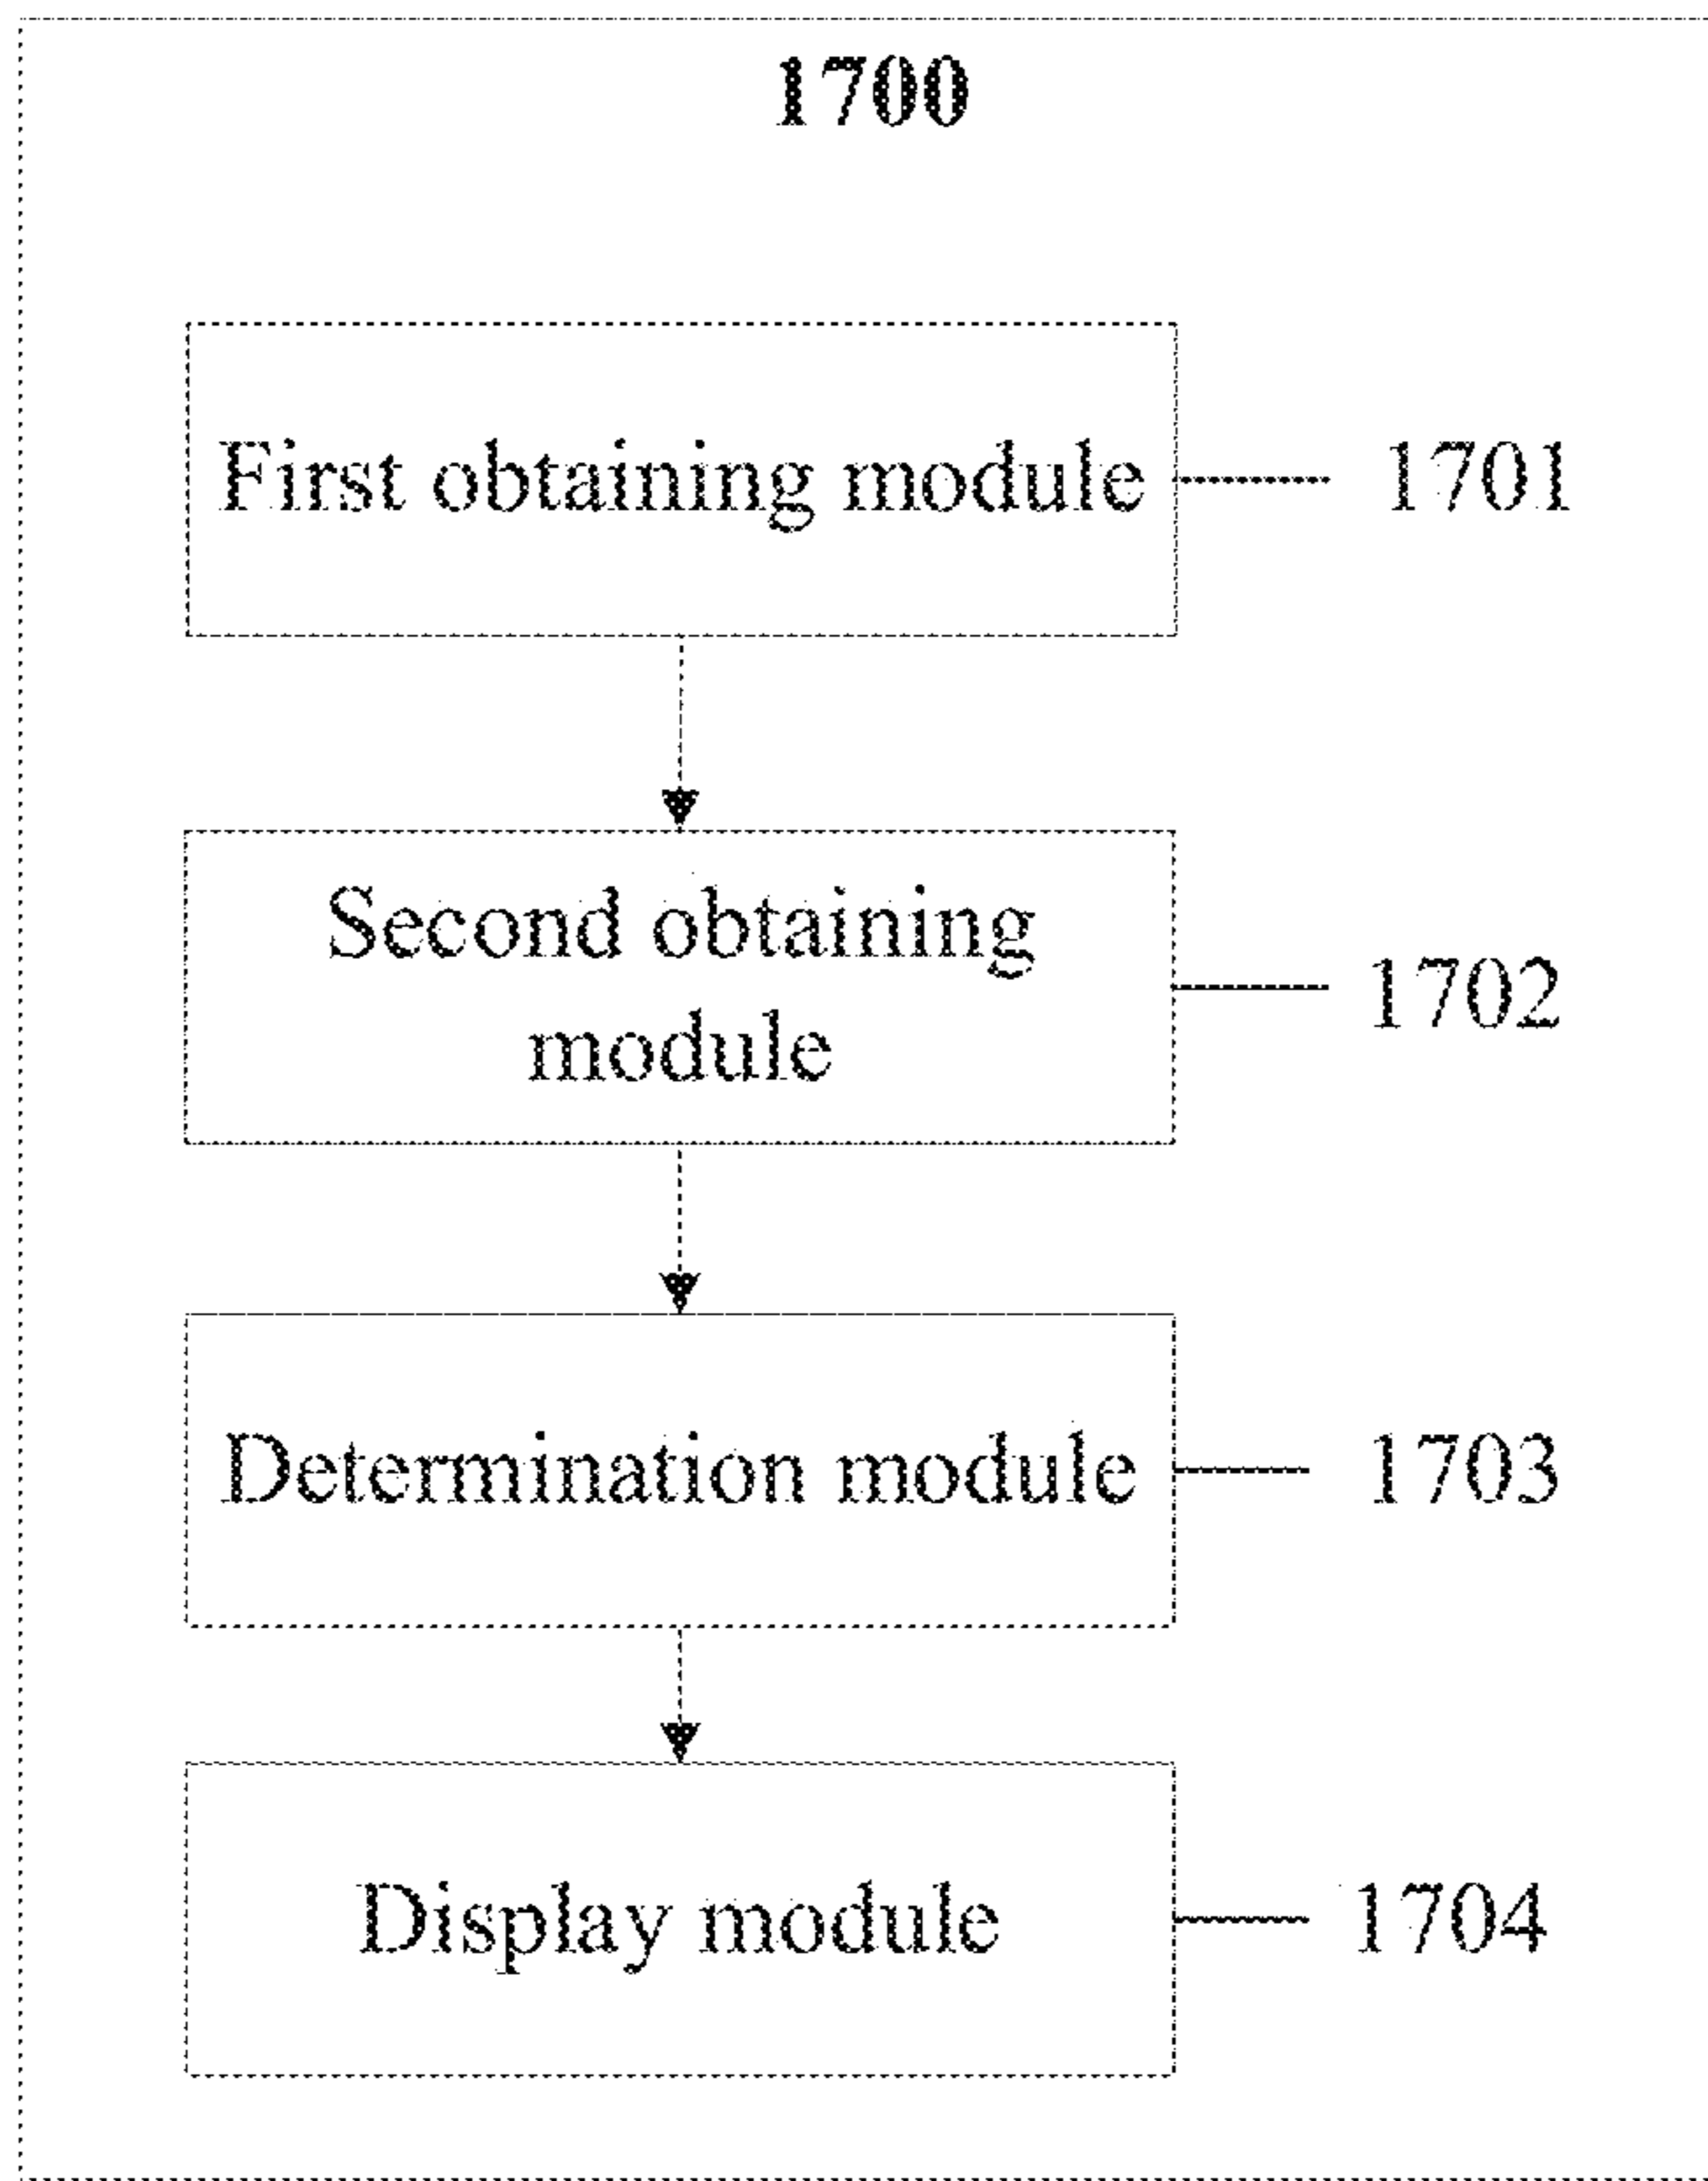 1700
First obtaining module
1701
Second obtaining
module
1702
Determination module
1703
Display module
1704